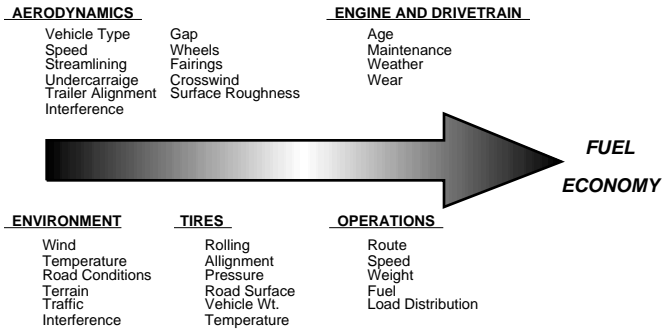 AERODYNAMICS
Vehicle Type
Speed
Streamlining
Undercarraige
Trailer Alignment
Interference
Gap
Wheels
Fairings
Crosswind
Surface Roughness
ENGINE AND DRIVETRAIN
Age
Maintenance
Weather
Wear
FUEL
ECONOMY
ENVIRONMENT
Wind
Temperature
Road Conditions
Terrain
Traffic
Interference
TIRES
Rolling
Allignment
Pressure
Road Surface
Vehicle Wt.
Temperature
OPERATIONS
Route
Speed
Weight
Fuel
Load Distribution